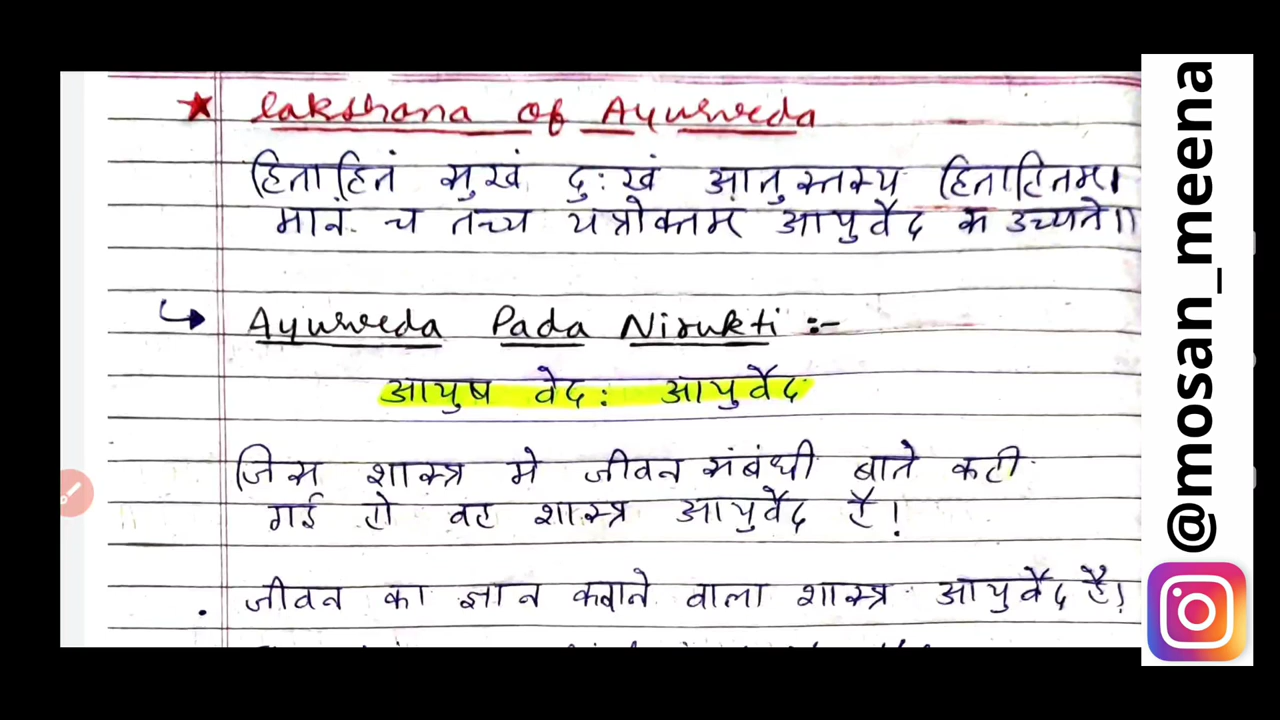 ★ Lakshana of Ayurveda
हिताहितं सुखं दुःखं आयुस्तस्य हिताहितम।
मानं च तच्च यत्रोक्तम आयुर्वेद स उच्यते॥
↳ Ayurveda Pada Nirukti :-
आयुष वेद: आयुर्वेद
जिस शास्त्र मे जीवन संबंधी बाते कही
गई हो वह शास्त्र आयुर्वेद है।
. जीवन का ज्ञान कराने वाला शास्त्र आयुर्वेद है।
@mosan_meena